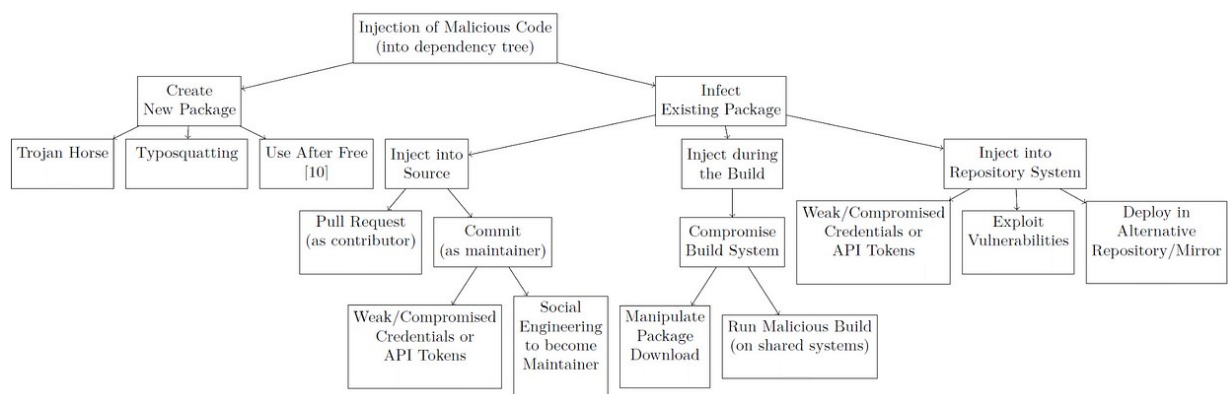 Injection of Malicious Code
(into dependency tree)
Create
New Package
Infect
Existing Package
Trojan Horse
Typosquatting
Use After Free
[10]
Inject into
Source
Inject during
the Build
Inject into
Repository System
Pull Request
(as contributor)
Commit
(as maintainer)
Compromise
Build System
Weak/Compromised
Credentials or
API Tokens
Exploit
Vulnerabilities
Deploy in
Alternative
Repository/Mirror
Weak/Compromised
Credentials or
API Tokens
Social
Engineering
to become
Maintainer
Manipulate
Package
Download
Run Malicious Build
(on shared systems)